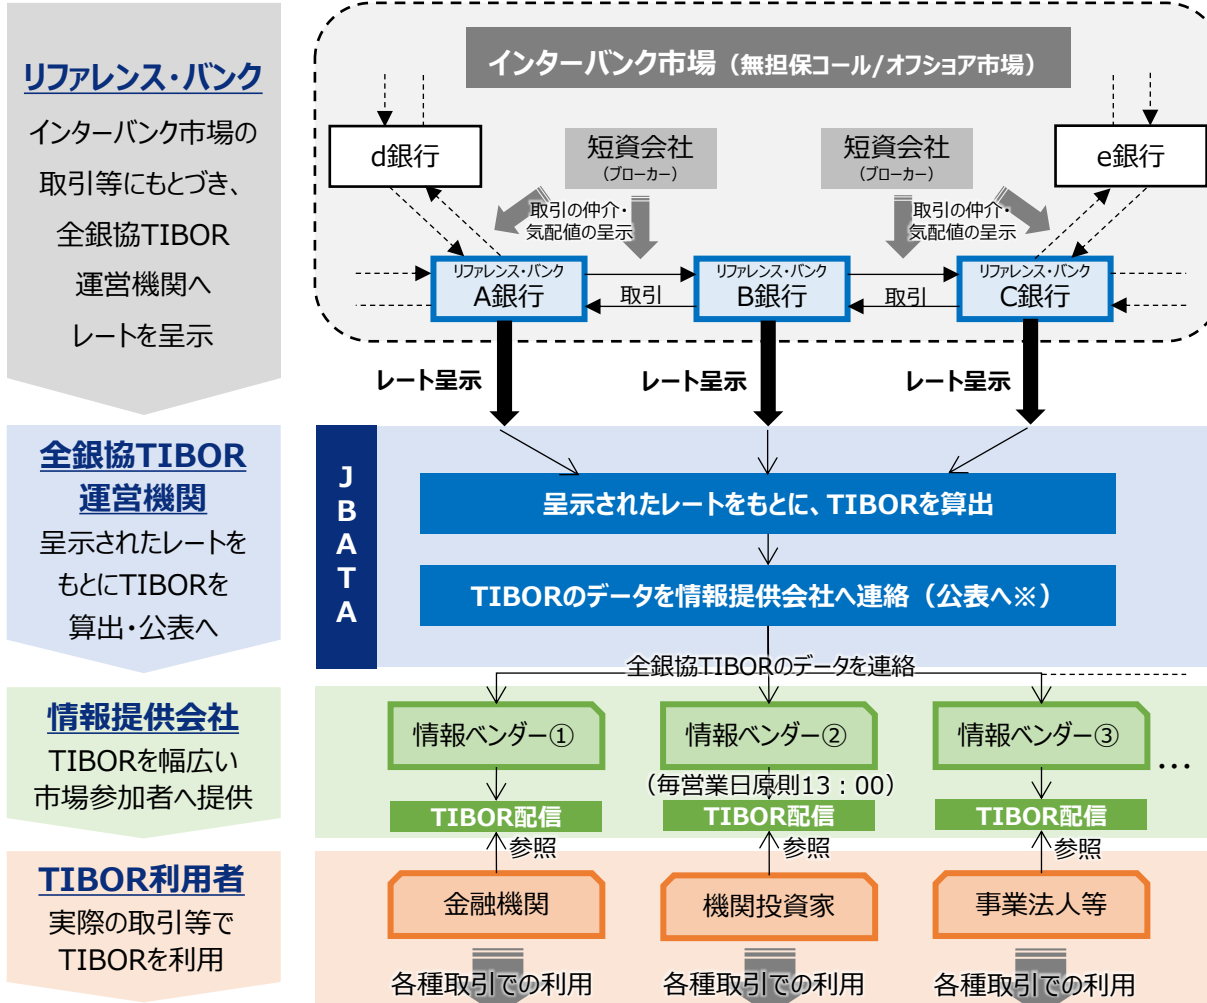 リファレンス・バンク
インターバンク市場の
取引等にもとづき、
全銀協TIBOR
運営機関へ
レートを呈示
インターバンク市場（無担保コール/オフショア市場）
d銀行
短資会社
（ブローカー）
短資会社
（ブローカー）
e銀行
取引の仲介・
気配値の呈示
取引の仲介・
気配値の呈示
リファレンス・バンク
A銀行
取引
リファレンス・バンク
B銀行
取引
リファレンス・バンク
C銀行
レート呈示
レート呈示
レート呈示
全銀協TIBOR
運営機関
呈示されたレートを
もとにTIBORを
算出・公表へ
J
B
A
T
A
呈示されたレートをもとに、TIBORを算出
TIBORのデータを情報提供会社へ連絡（公表へ※）
全銀協TIBORのデータを連絡
情報提供会社
TIBORを幅広い
市場参加者へ提供
情報ベンダー①
情報ベンダー②
情報ベンダー③
…
（毎営業日原則13：00）
TIBOR配信
TIBOR配信
TIBOR配信
参照
参照
参照
TIBOR利用者
実際の取引等で
TIBORを利用
金融機関
機関投資家
事業法人等
各種取引での利用
各種取引での利用
各種取引での利用